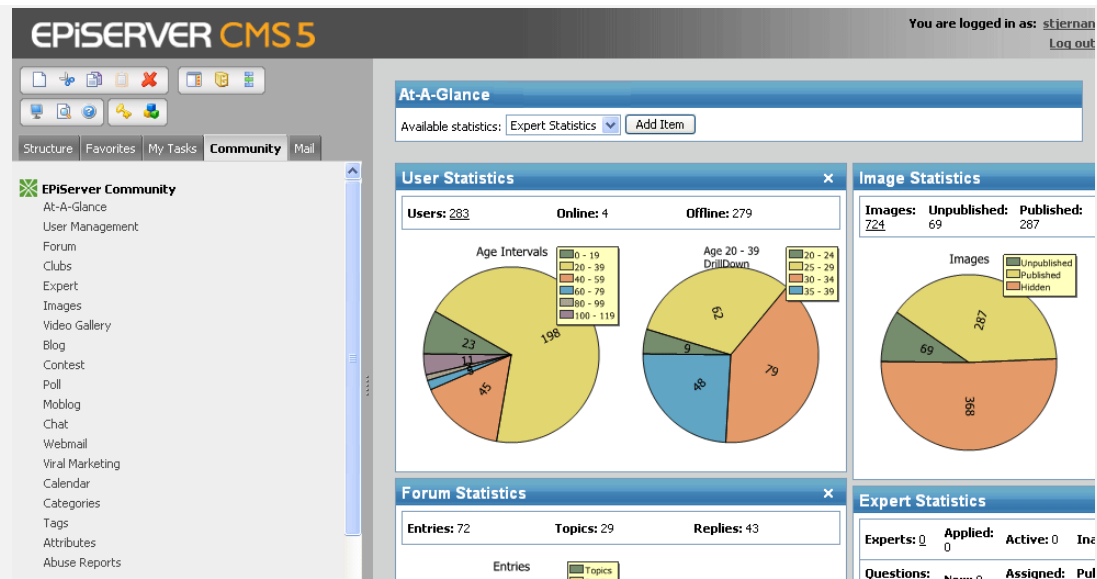 EPiSERVER CMS 5
You are logged in as: stjernan
Log out
Structure Favorites My Tasks Community Mail
EPiServer Community
At-A-Glance
User Management
Forum
Clubs
Expert
Images
Video Gallery
Blog
Contest
Poll
Moblog
Chat
Webmail
Viral Marketing
Calendar
Categories
Tags
Attributes
Abuse Reports
At-A-Glance
Available statistics: Expert Statistics Add Item
User Statistics
Users: 283 Online: 4 Offline: 279
Age Intervals
0 - 19
20 - 39
40 - 59
60 - 79
80 - 99
100 - 119
23
198
11
45
Age 20 - 39
DrillDown
20 - 24
25 - 29
30 - 34
35 - 39
62
9
79
48
Image Statistics
Images: Unpublished: Published:
724 69 287
Images
Unpublished
Published
Hidden
287
69
368
Forum Statistics
Entries: 72 Topics: 29 Replies: 43
Entries
Topics
Expert Statistics
Experts: 0 Applied: 0 Active: 0
Questions: Assigned: